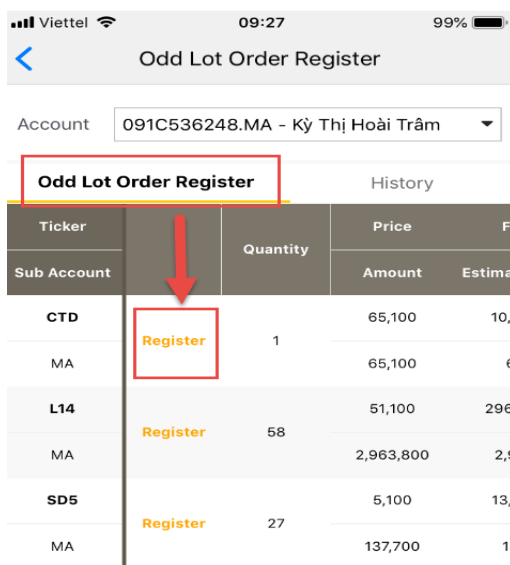 Viettel 09:27 99%
Odd Lot Order Register
Account 091C536248.MA - Kỳ Thị Hoài Trâm
Odd Lot Order Register History
Ticker Quantity Price F
Sub Account Amount Estima
CTD Register 1 65,100 10,
MA 65,100
L14 Register 58 51,100 296
MA 2,963,800 2,9
SD5 Register 27 5,100 13,
MA 137,700 1